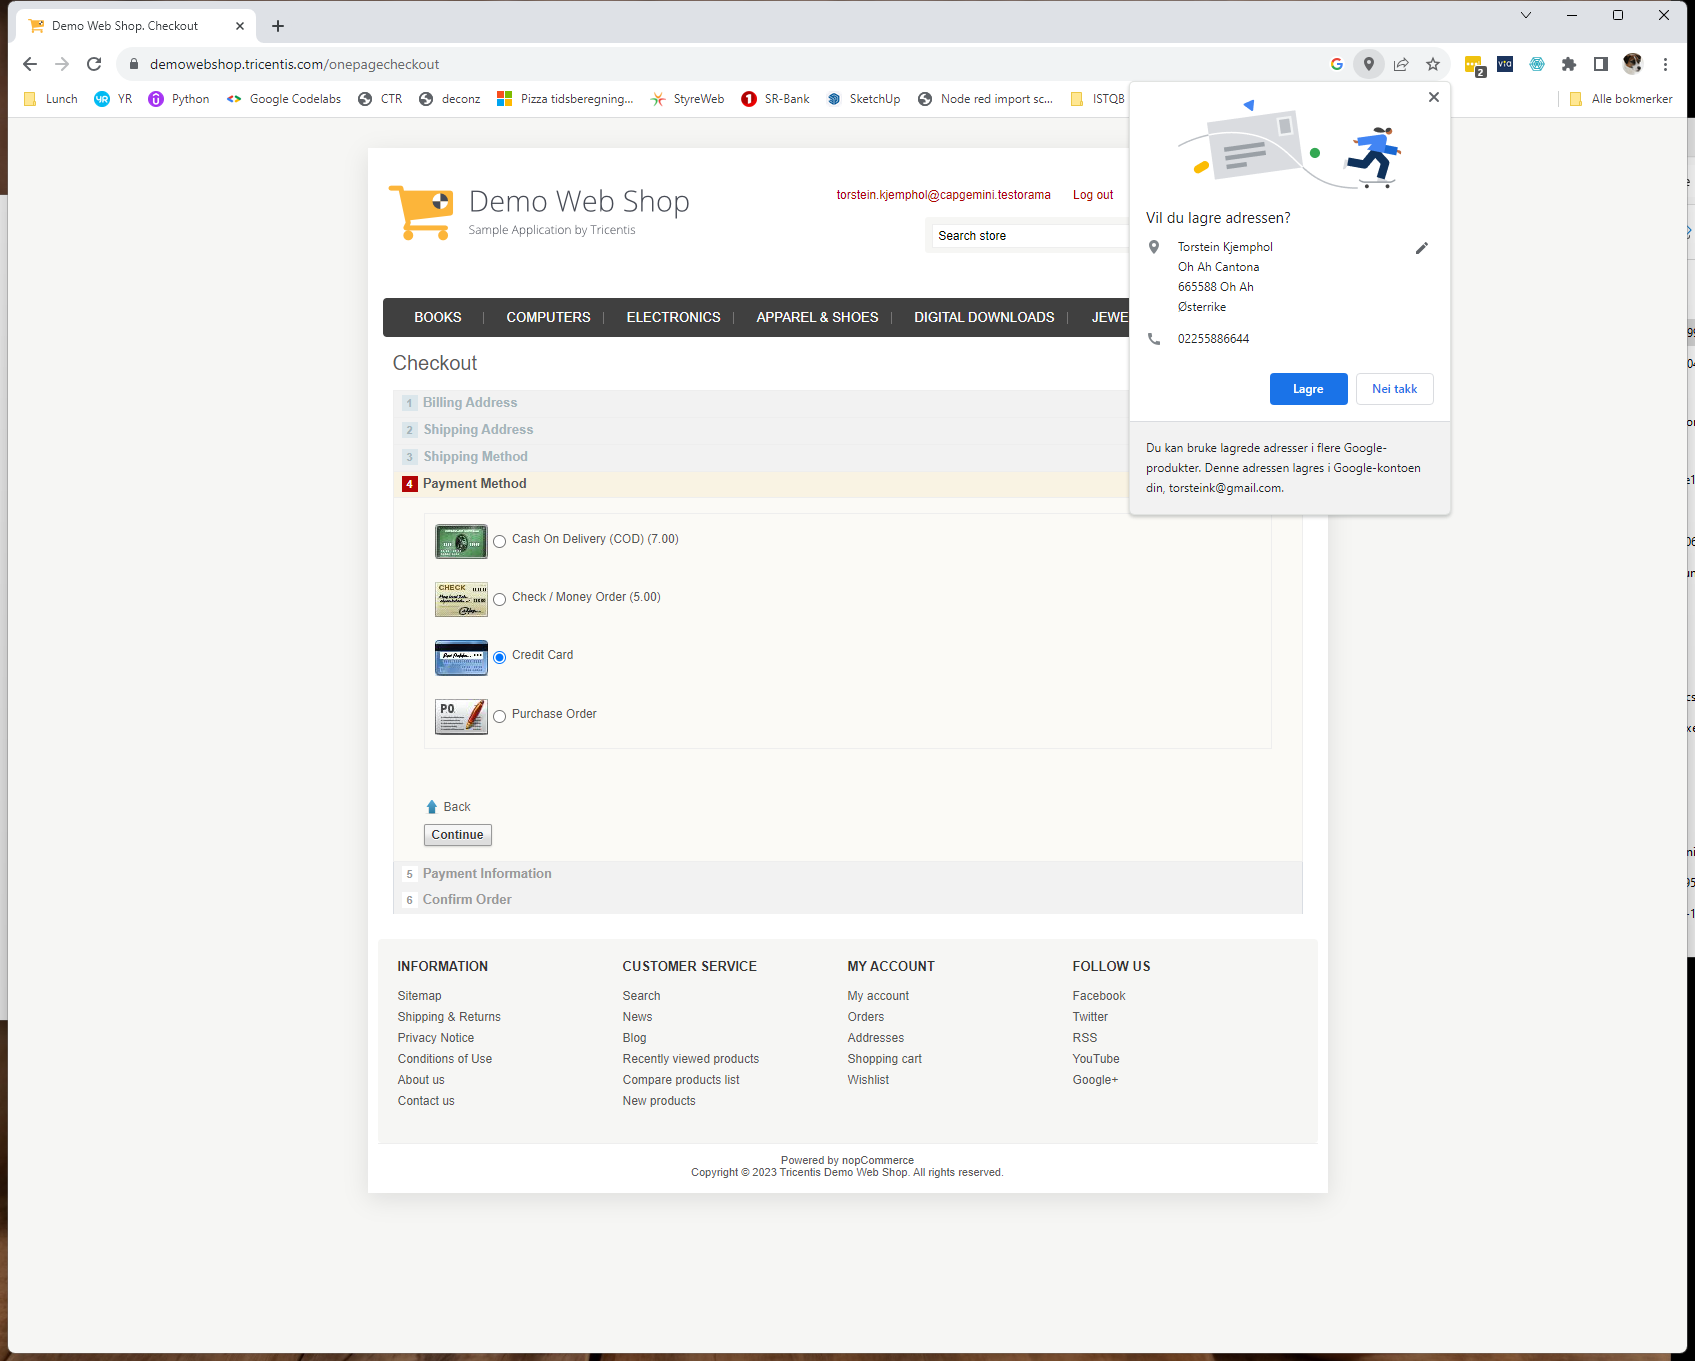 Demo Web Shop. Checkout
demowebshop.tricentis.com/onepagecheckout
2
vta
Lunch
YR
Python
Google Codelabs
CTR
deconz
Pizza tidsberegning...
StyreWeb
SR-Bank
SketchUp
Node red import sc...
ISTQB
Alle bokmerker
Demo Web Shop
Sample Application by Tricentis
torstein.kjemphol@capgemini.testorama
Log out
Search store
BOOKS
COMPUTERS
ELECTRONICS
APPAREL & SHOES
DIGITAL DOWNLOADS
JEWE
Vil du lagre adressen?
Torstein Kjemphol
Oh Ah Cantona
665588 Oh Ah
Østerrike
02255886644
Lagre
Nei takk
Du kan bruke lagrede adresser i flere Google-
produkter. Denne adressen lagres i Google-kontoen
din, torsteink@gmail.com.
Checkout
1 Billing Address
2 Shipping Address
3 Shipping Method
4 Payment Method
Cash On Delivery (COD) (7.00)
CHECK
Check / Money Order (5.00)
Credit Card
PO
Purchase Order
Back
Continue
5 Payment Information
6 Confirm Order
INFORMATION
Sitemap
Shipping & Returns
Privacy Notice
Conditions of Use
About us
Contact us
CUSTOMER SERVICE
Search
News
Blog
Recently viewed products
Compare products list
New products
MY ACCOUNT
My account
Orders
Addresses
Shopping cart
Wishlist
FOLLOW US
Facebook
Twitter
RSS
YouTube
Google+
Powered by nopCommerce
Copyright © 2023 Tricentis Demo Web Shop. All rights reserved.